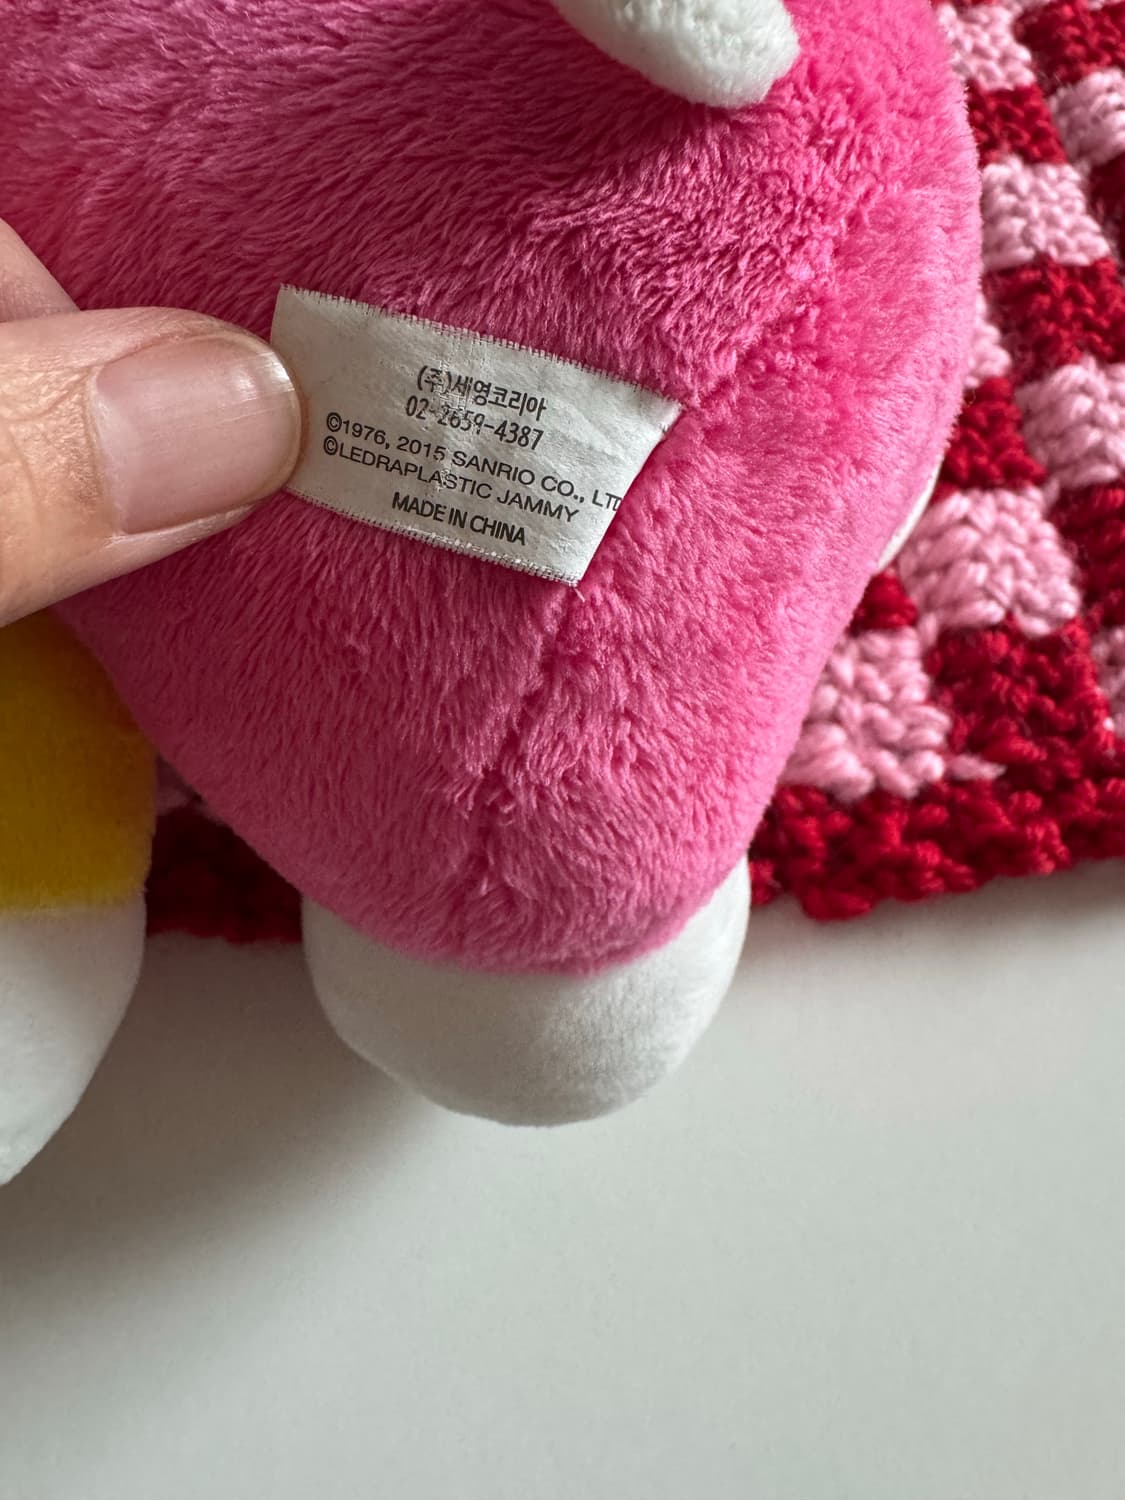 (주)세영코리아
02-2659-4387
©1976, 2015 SANRIO CO., LTD
©LEDRAPLASTIC JAMMY
MADE IN CHINA